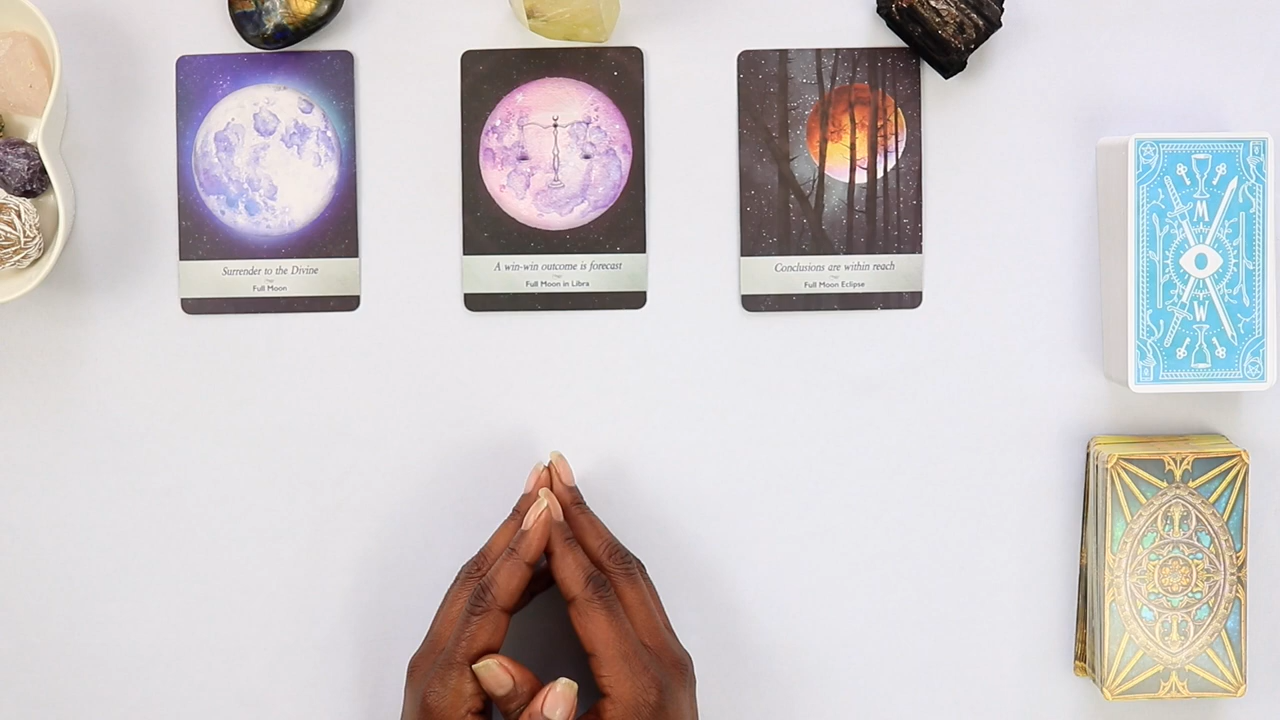 Surrender to the Divine
Full Moon
A win-win outcome is forecast
Full Moon in Libra
Conclusions are within reach
Full Moon Eclipse
M
W